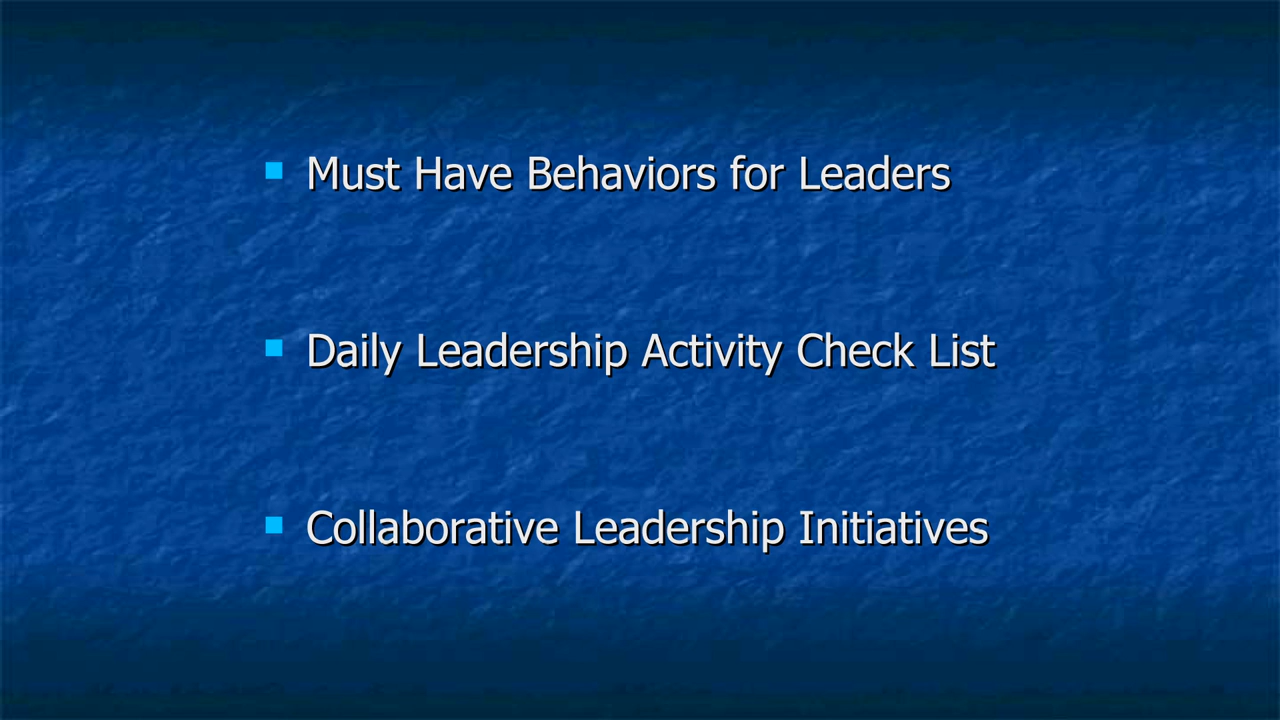 Must Have Behaviors for Leaders
Daily Leadership Activity Check List
Collaborative Leadership Initiatives